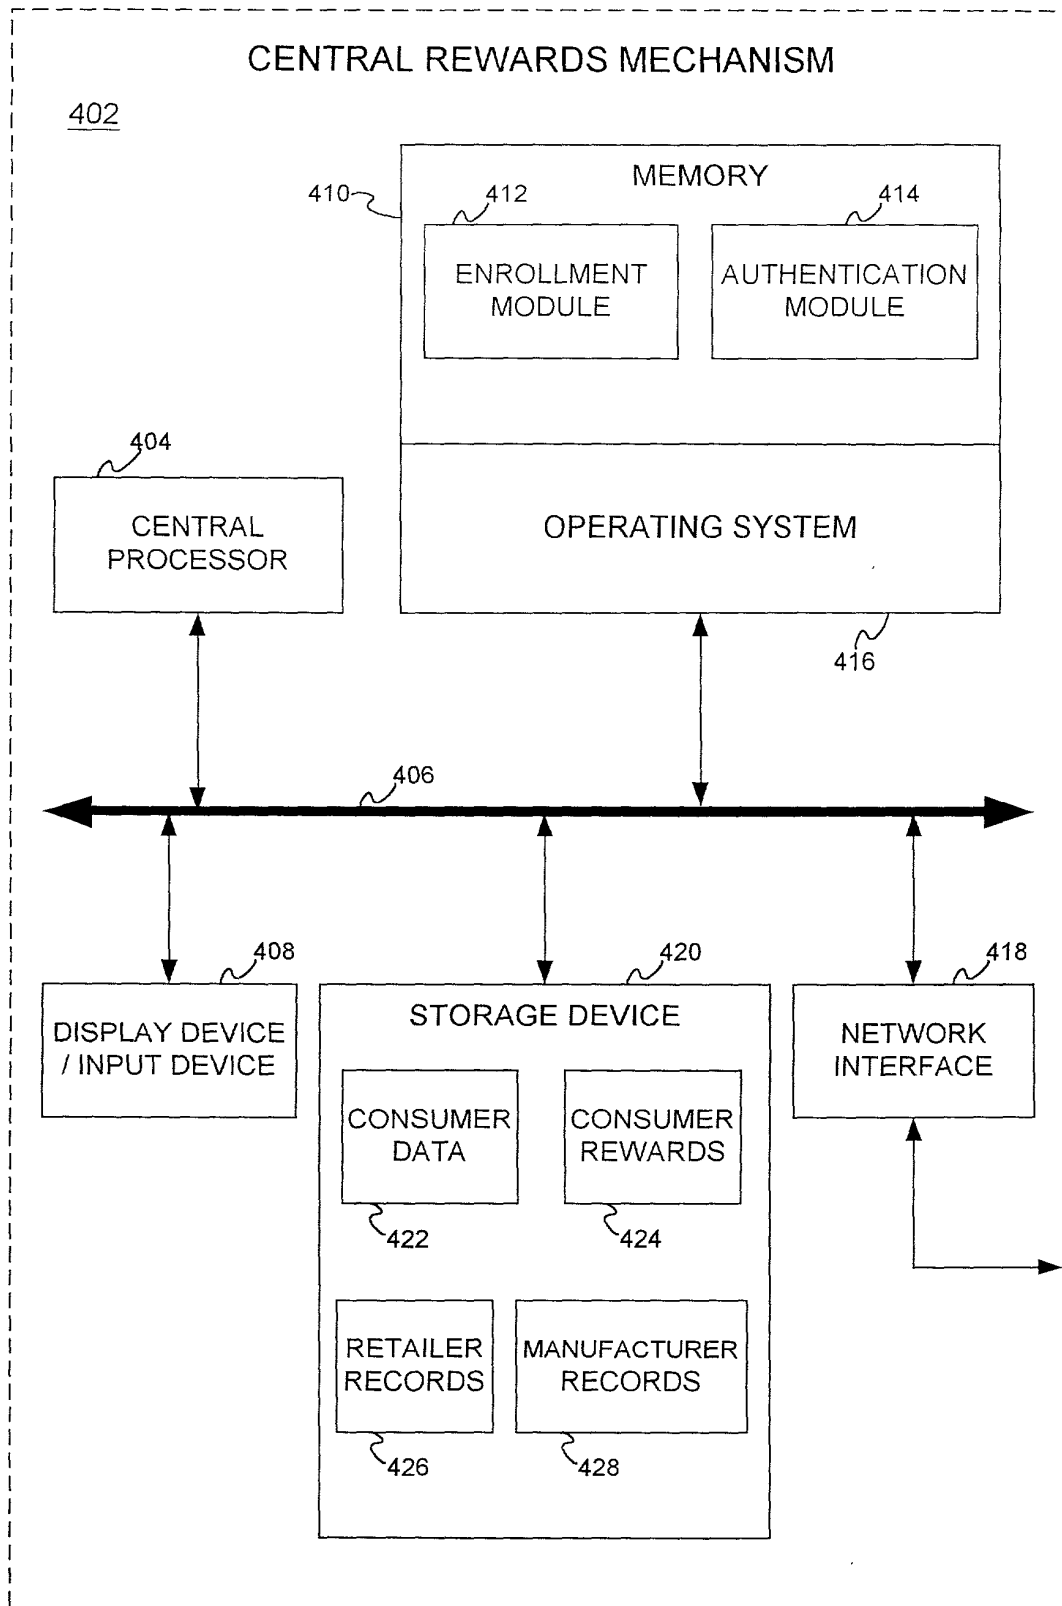 CENTRAL REWARDS MECHANISM
402
MEMORY
410
412
414
ENROLLMENT
MODULE
AUTHENTICATION
MODULE
404
CENTRAL
PROCESSOR
OPERATING SYSTEM
416
406
408
420
418
DISPLAY DEVICE
/ INPUT DEVICE
STORAGE DEVICE
NETWORK
INTERFACE
CONSUMER
DATA
CONSUMER
REWARDS
422
424
RETAILER
RECORDS
MANUFACTURER
RECORDS
426
428